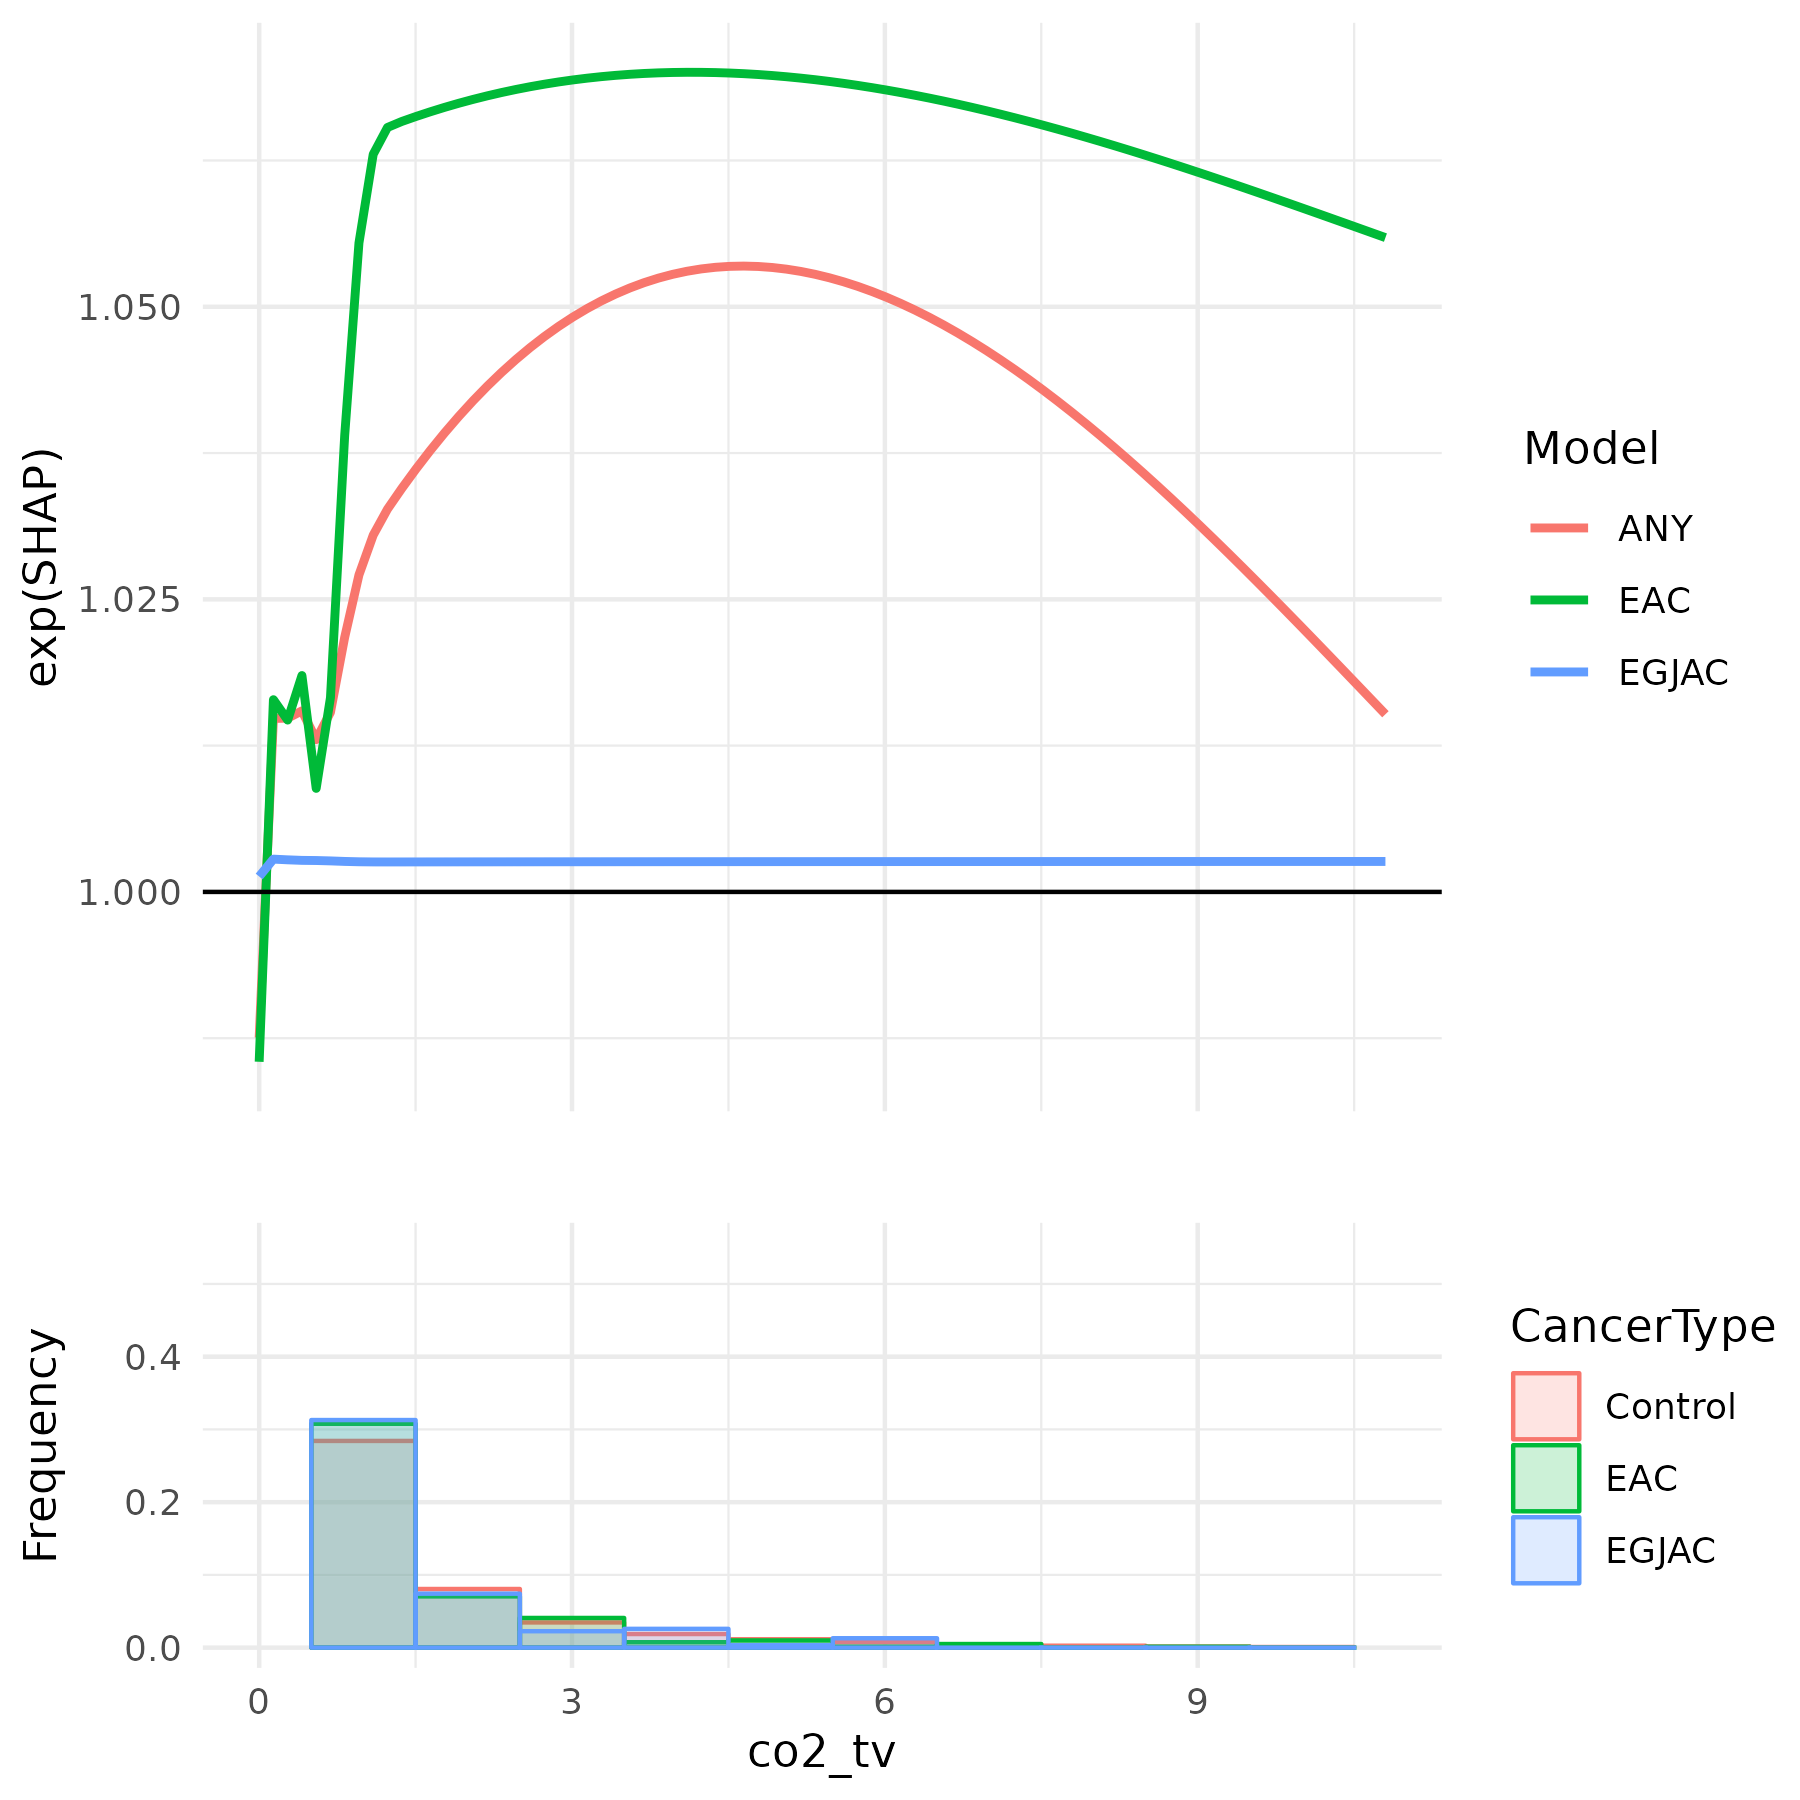 exp(SHAP)
1.050
1.025
1.000
Model
ANY
EAC
EGJAC
Frequency
0.4
0.2
0.0
0 3 6 9
co2_tv
CancerType
Control
EAC
EGJAC